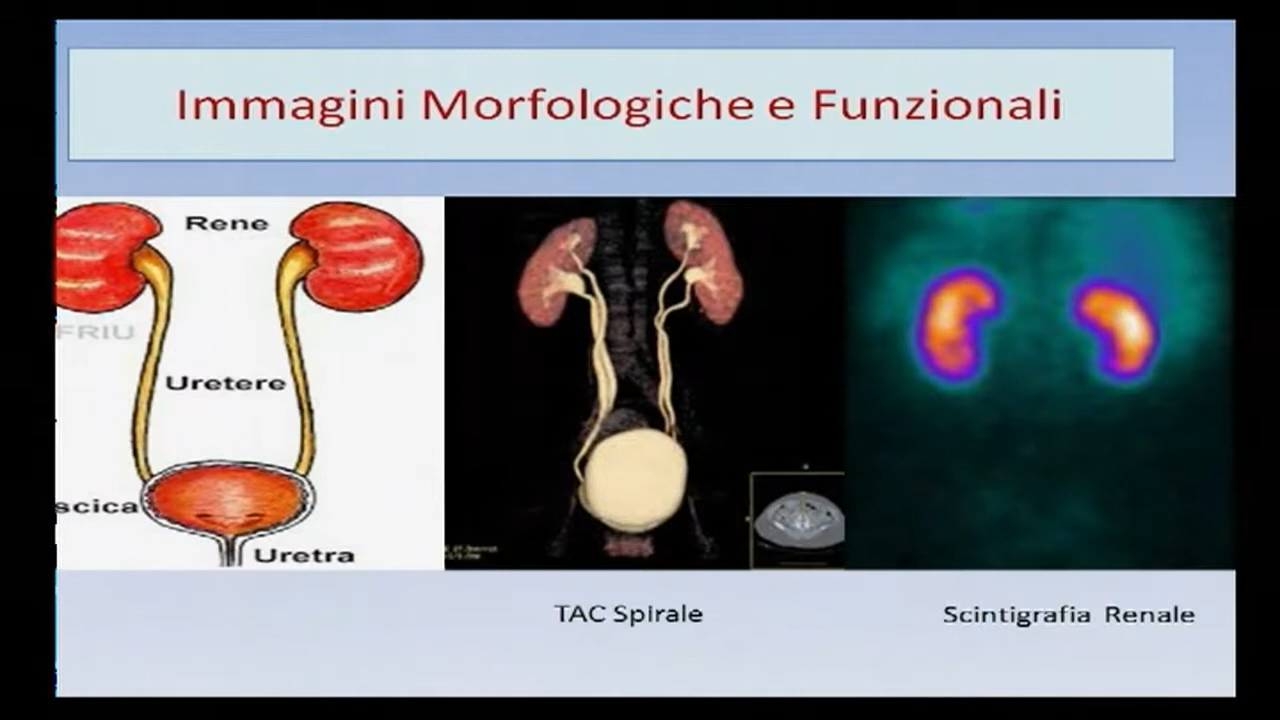 Immagini Morfologiche e Funzionali
Rene
FRIU
Uretere
scica
Uretra
TAC Spirale
Scintigrafia Renale